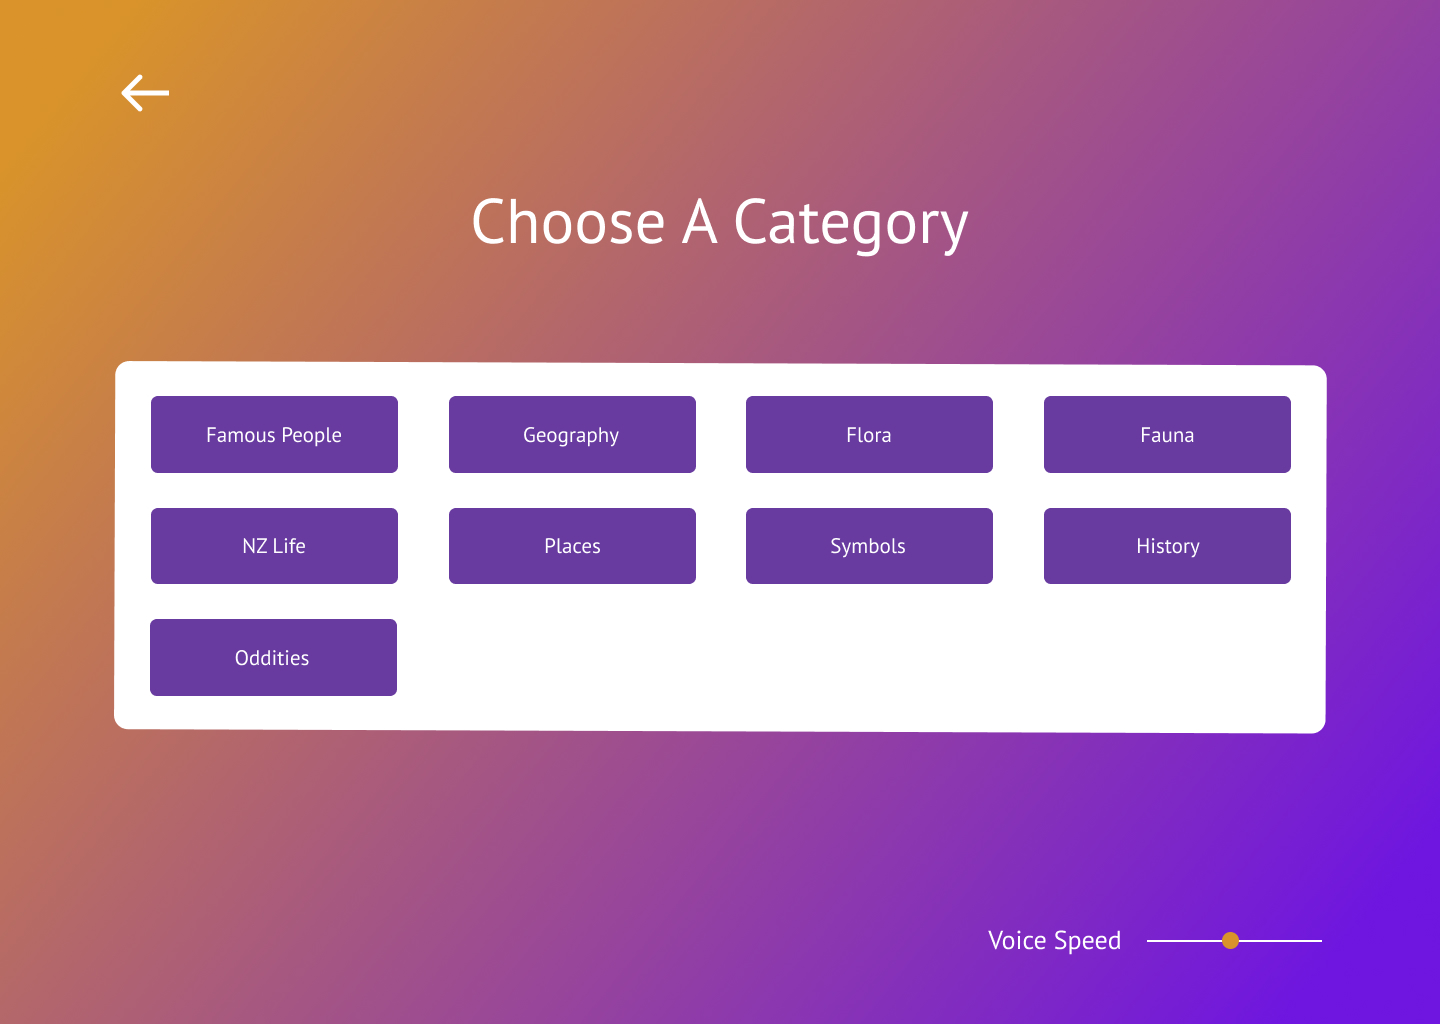 Choose A Category
Famous People
Geography
Flora
Fauna
NZ Life
Places
Symbols
History
Oddities
Voice Speed